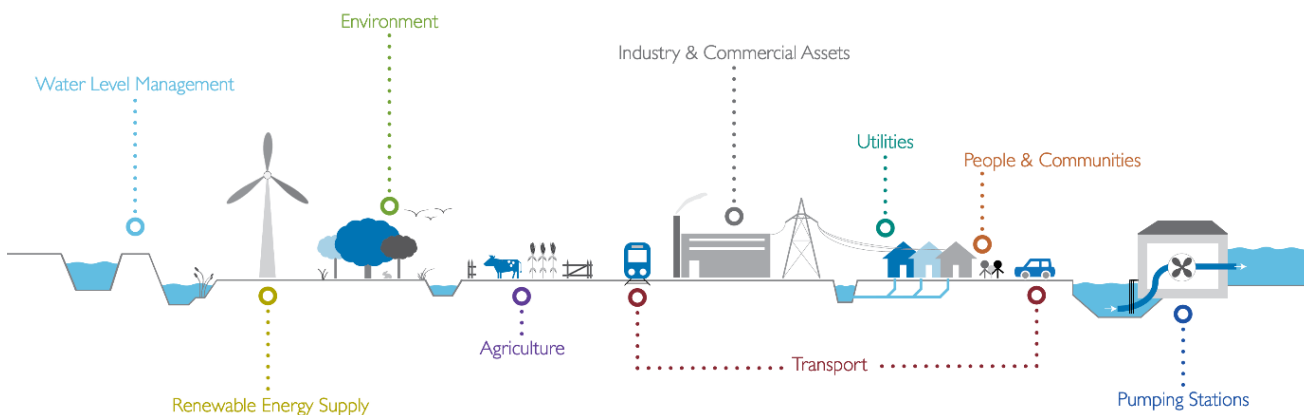 Environment
Industry & Commercial Assets
Water Level Management
Utilities
People & Communities
Agriculture
Transport
Renewable Energy Supply
Pumping Stations